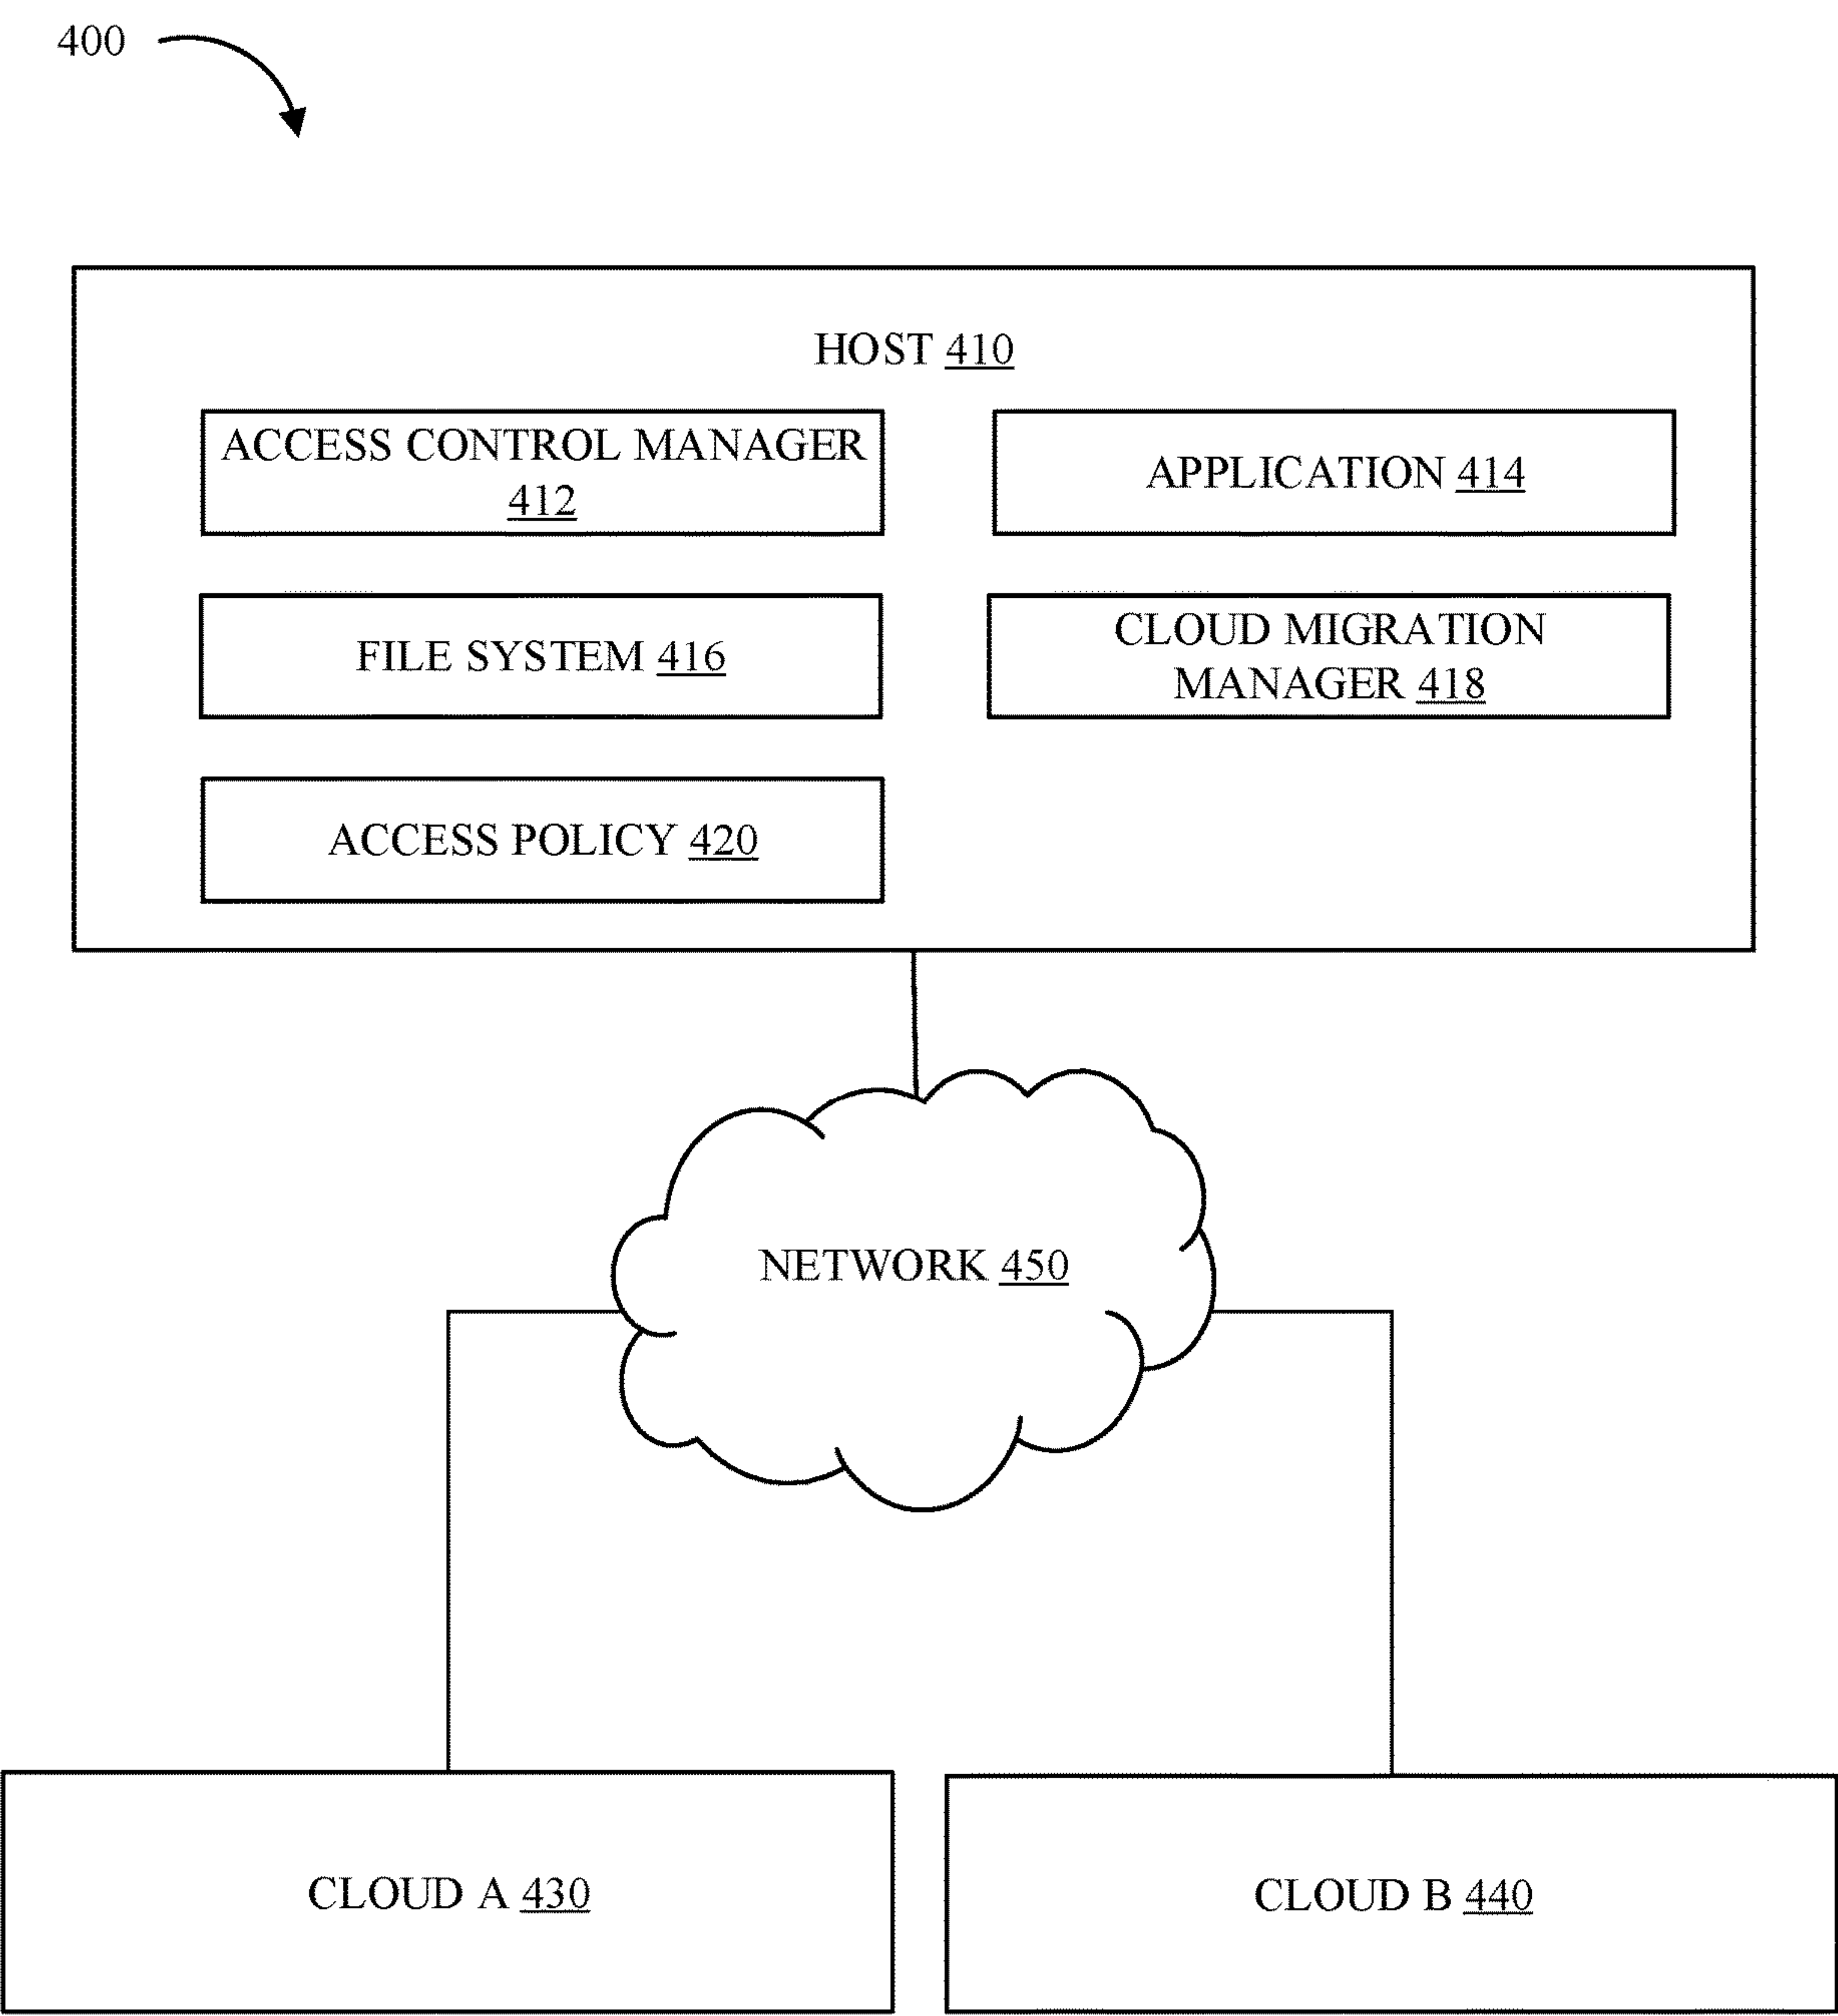 400
HOST 410
ACCESS CONTROL MANAGER
412
APPLICATION 414
FILE SYSTEM 416
CLOUD MIGRATION
MANAGER 418
ACCESS POLICY 420
NETWORK 450
CLOUD A 430
CLOUD B 440